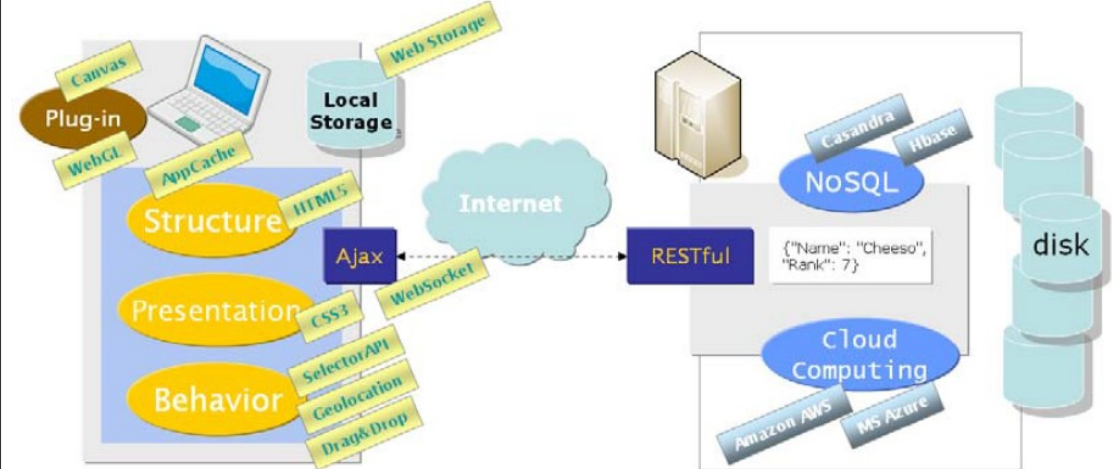 Web Storage
Canvas
Plug-in
Local
Storage
WebGL
AppCache
Structure
HTML5
Ajax
Presentation
CSS3
WebSocket
Behavior
SelectorAPI
Geolocation
Drag&Drop
Internet
RESTful
Casandra
Hbase
NoSQL
{"Name": "Cheeso",
"Rank": 7}
disk
Cloud
Computing
Amazon AWS
MS Azure